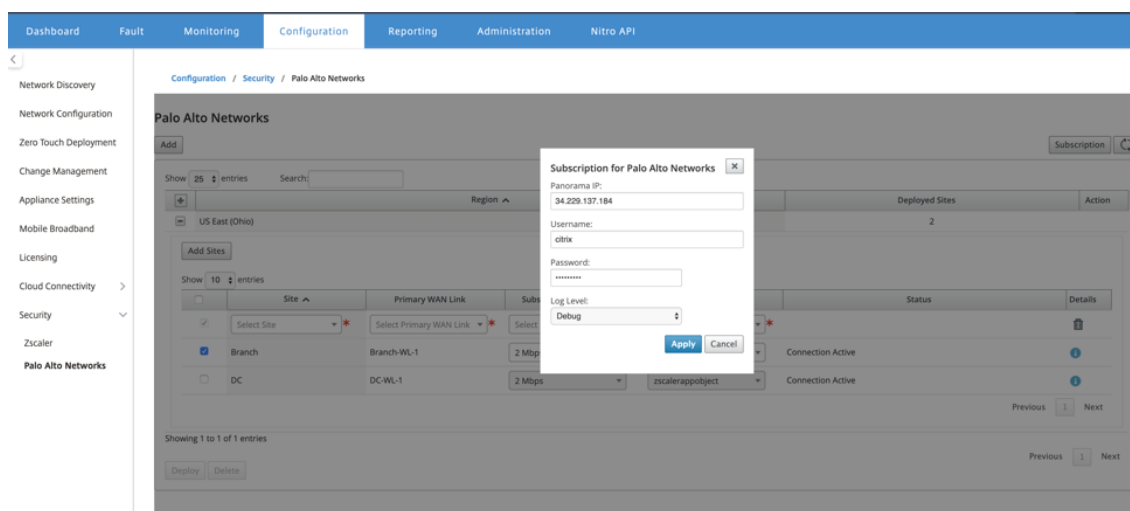 Dashboard Fault Monitoring Configuration Reporting Administration Nitro API
Network Discovery
Network Configuration
Zero Touch Deployment
Change Management
Appliance Settings
Mobile Broadband
Licensing
Cloud Connectivity
Security
Zscaler
Palo Alto Networks
Configuration / Security / Palo Alto Networks
Palo Alto Networks
Add Subscription
Show 25 entries Search:
Region Deployed Sites Action
US East (Ohio) 2
Add Sites
Show 10 entries
Site Primary WAN Link Subs Status Details
Select Site * Select Primary WAN Link * Select *
Branch Branch-WL-1 2 Mbp Connection Active
DC DC-WL-1 2 Mbps zscalerappobject Connection Active
Previous 1 Next
Showing 1 to 1 of 1 entries
Previous 1 Next
Deploy Delete
Subscription for Palo Alto Networks
Panorama IP:
34.229.137.184
Username:
citrix
Password:
Log Level:
Debug
Apply Cancel